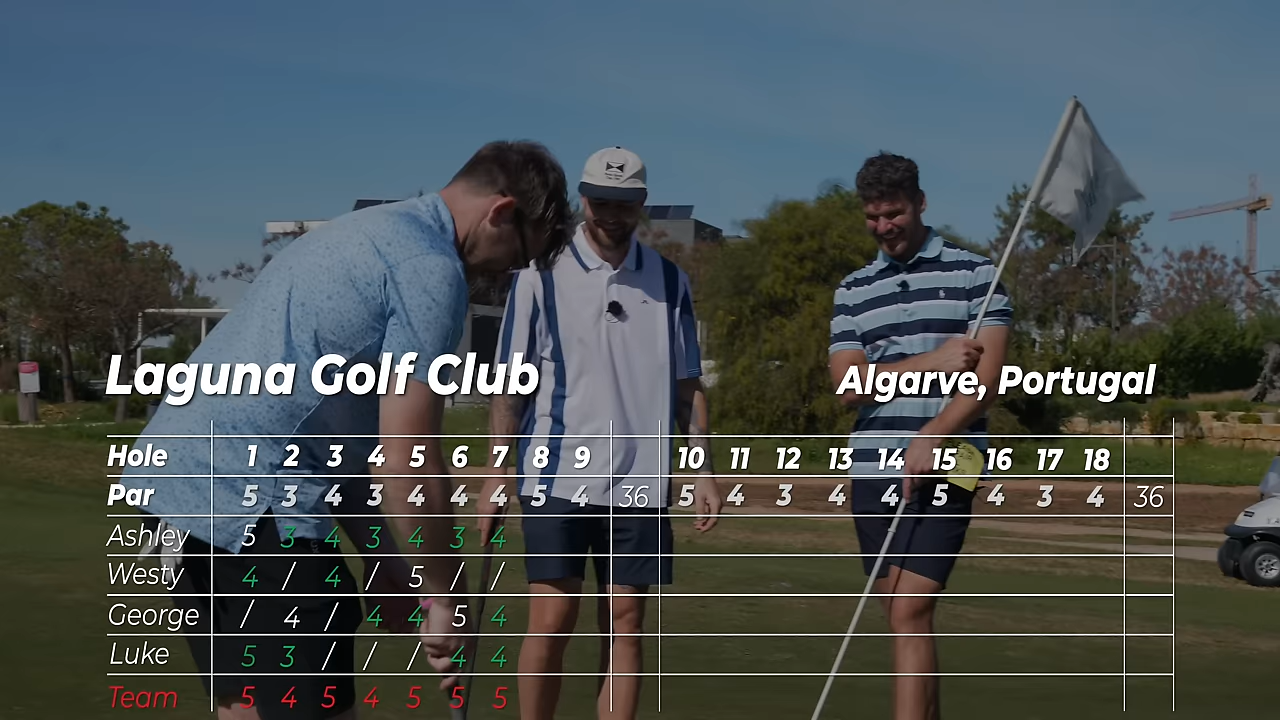 Laguna Golf Club Algarve, Portugal
Hole 1 2 3 4 5 6 7 8 9 10 11 12 13 14 15 16 17 18
Par 5 3 4 3 4 4 4 5 4 36 5 4 3 4 4 5 4 3 4 36
Ashley 5 3 4 3 4 3 4
Westy 4 / 4 / 5 / /
George / 4 / 4 4 5 4
Luke 5 3 / / / 4 4
Team 5 4 5 4 5 5 5